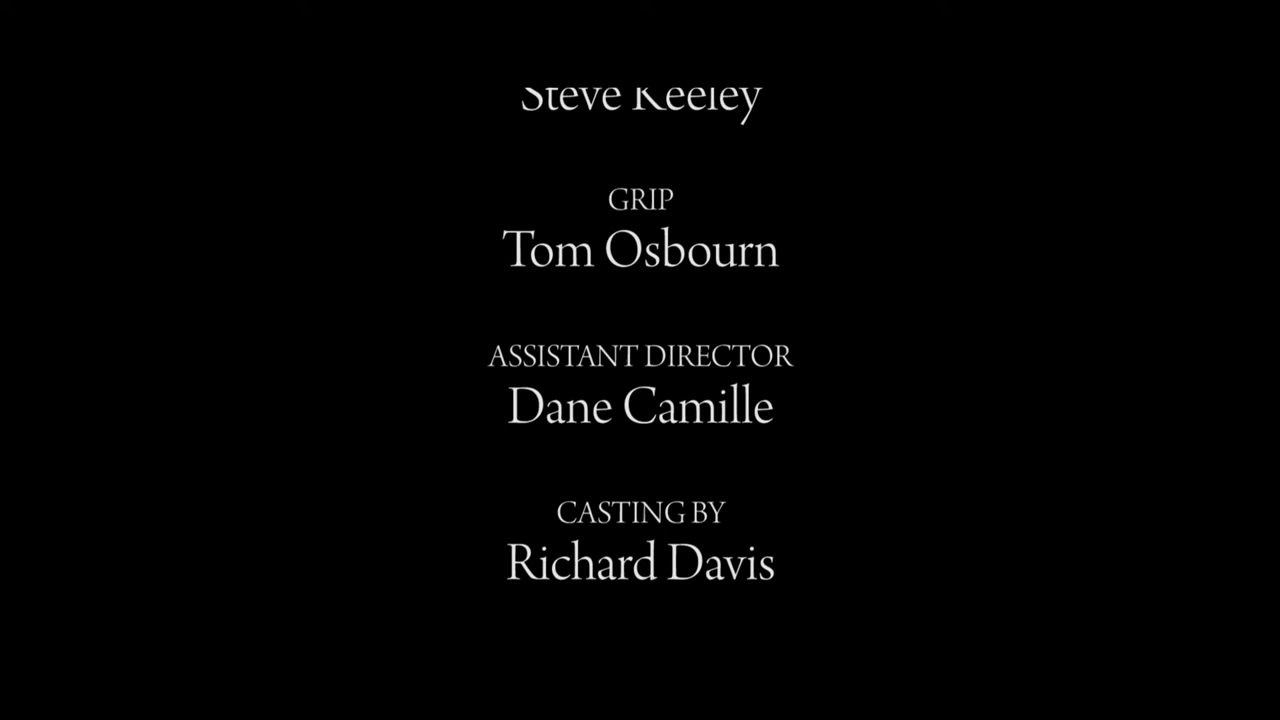 Steve Keeley
GRIP
Tom Osbourn
ASSISTANT DIRECTOR
Dane Camille
CASTING BY
Richard Davis